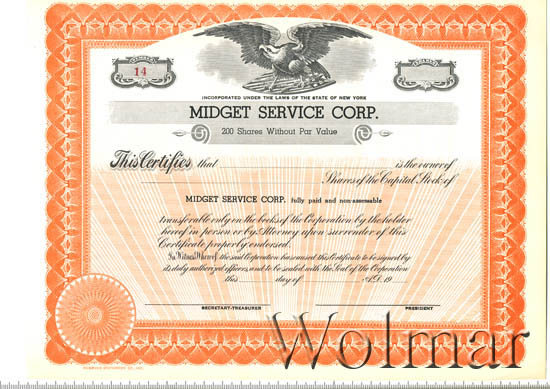 NUMBER
14
SHARES
INCORPORATED UNDER THE LAWS OF THE STATE OF NEW YORK
MIDGET SERVICE CORP.
200 Shares Without Par Value
This Certifies that is the owner of
Shares of the Capital Stock of
MIDGET SERVICE CORP. fully paid and non-assessable
transferable only on the books of the Corporation by the holder
hereof in person or by Attorney upon surrender of this
Certificate properly endorsed.
In Witness Whereof, the said Corporation has caused this Certificate to be signed by
its duly authorized officers, and to be sealed with the Seal of the Corporation
this day of A.D. 19
SECRETARY-TREASURER PRESIDENT
Wolmar